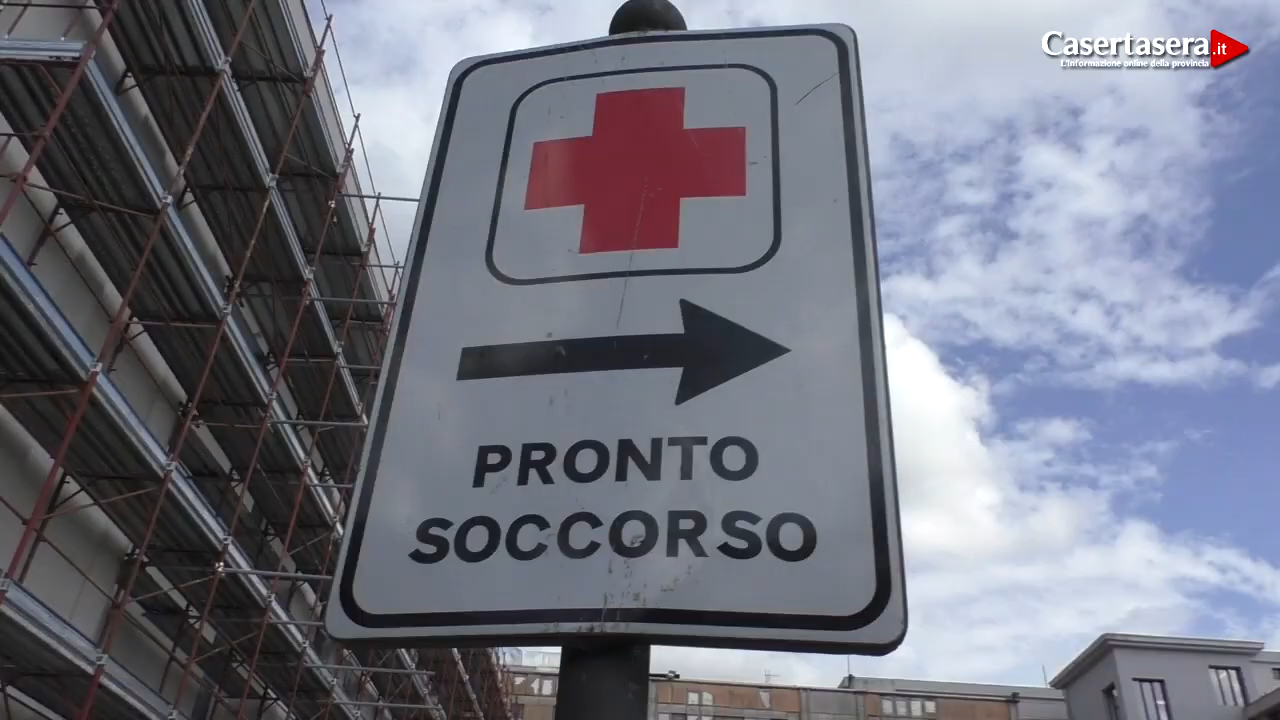 Casertasera.it
L'informazione online della provincia
PRONTO
SOCCORSO